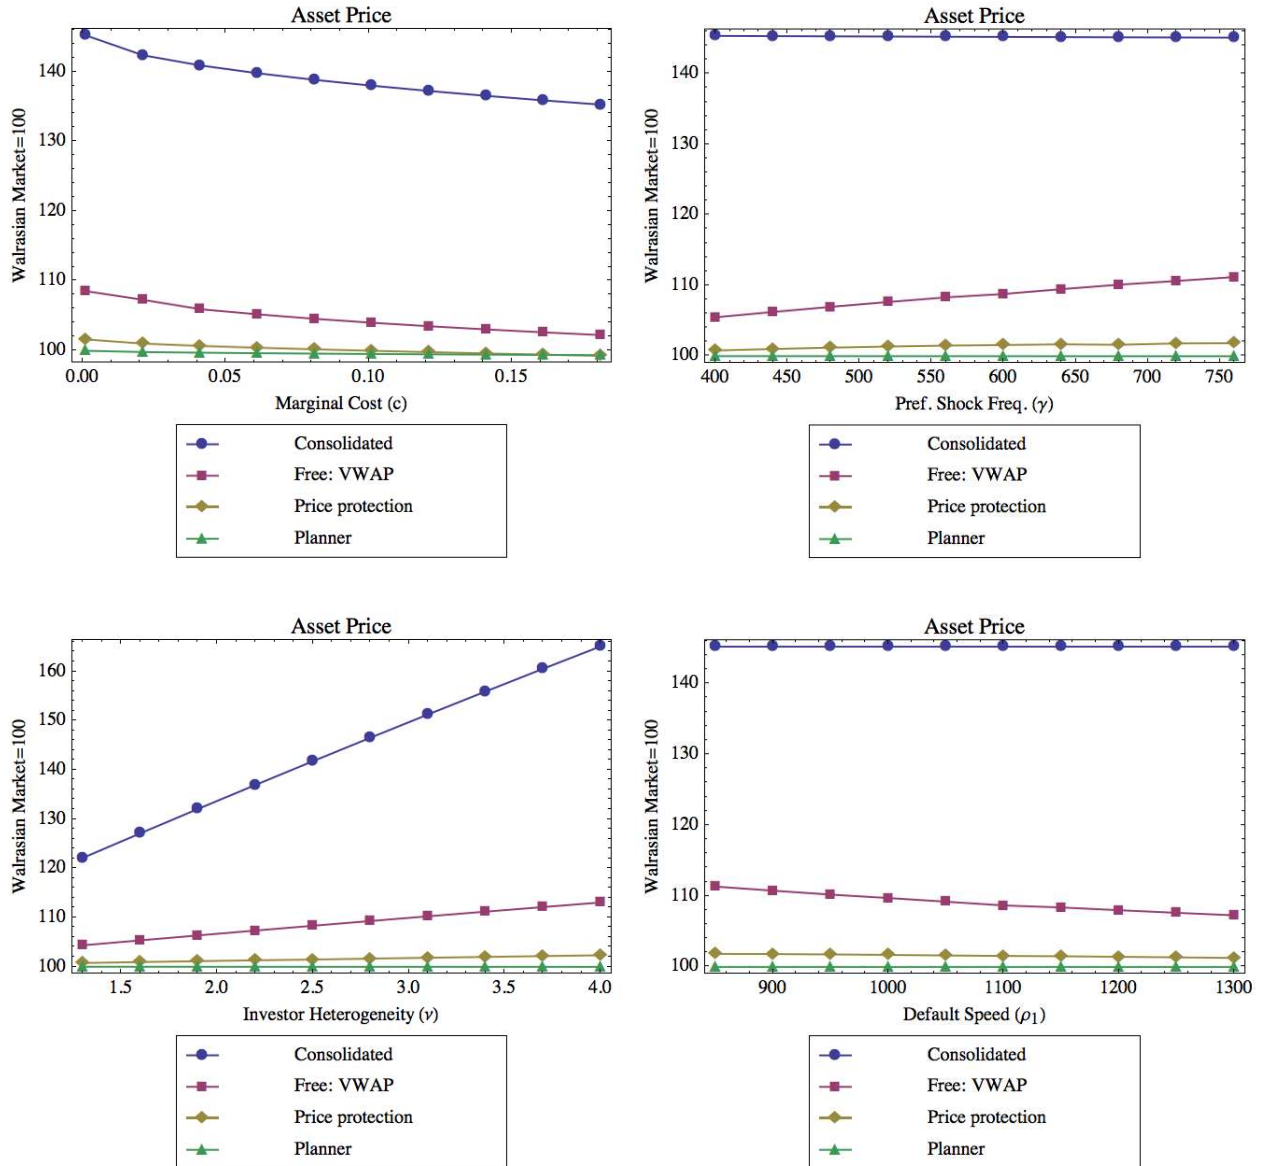 Asset Price
Walrasian Market=100
140
130
120
110
100
0.00 0.05 0.10 0.15
Marginal Cost (c)
Consolidated
Free: VWAP
Price protection
Planner
Asset Price
Walrasian Market=100
140
130
120
110
100
400 450 500 550 600 650 700 750
Pref. Shock Freq. (γ)
Consolidated
Free: VWAP
Price protection
Planner
Asset Price
Walrasian Market=100
160
150
140
130
120
110
100
1.5 2.0 2.5 3.0 3.5 4.0
Investor Heterogeneity (ν)
Consolidated
Free: VWAP
Price protection
Planner
Asset Price
Walrasian Market=100
140
130
120
110
100
900 1000 1100 1200 1300
Default Speed (ρ₁)
Consolidated
Free: VWAP
Price protection
Planner